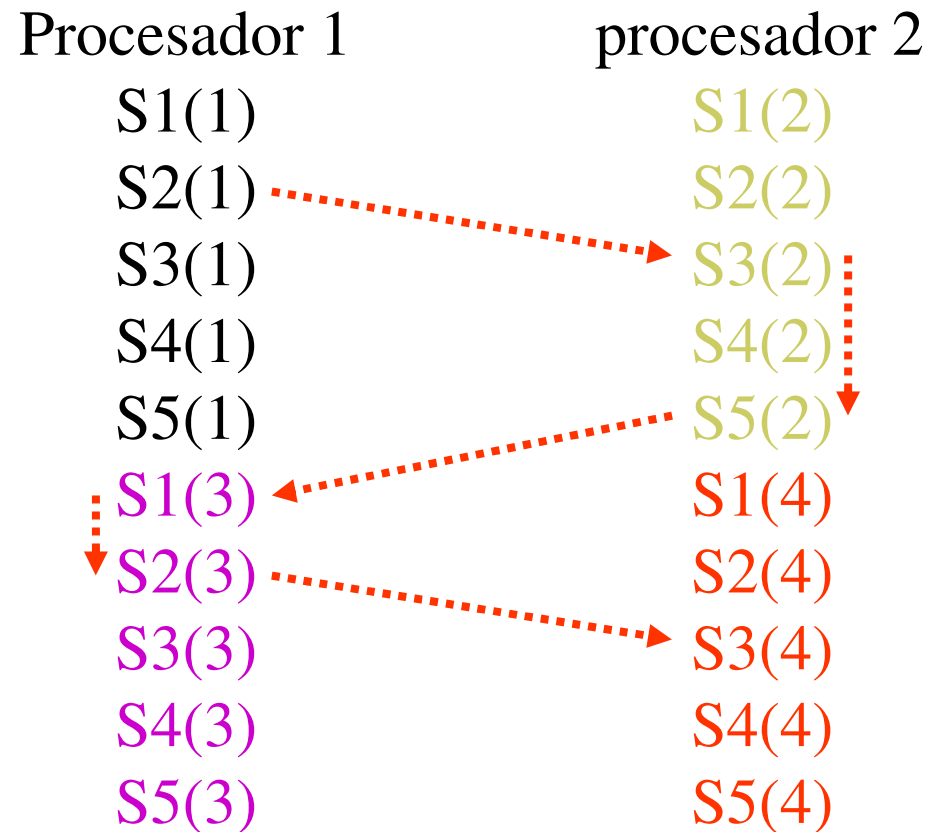 Procesador 1 procesador 2
S1(1) S1(2)
S2(1) S2(2)
S3(1) S3(2)
S4(1) S4(2)
S5(1) S5(2)
S1(3) S1(4)
S2(3) S2(4)
S3(3) S3(4)
S4(3) S4(4)
S5(3) S5(4)